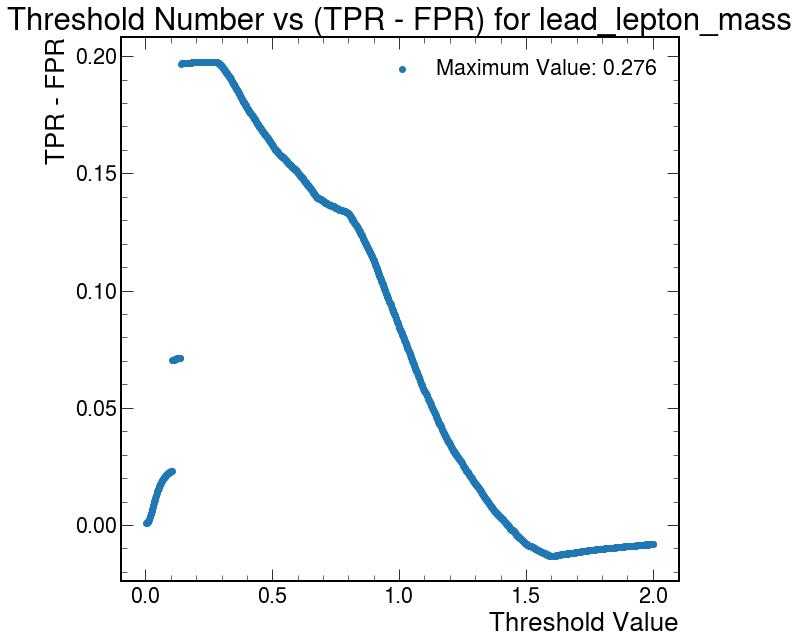 Threshold Number vs (TPR - FPR) for lead_lepton_mass
TPR - FPR
Maximum Value: 0.276
0.20
0.15
0.10
0.05
0.00
0.0 0.5 1.0 1.5 2.0
Threshold Value